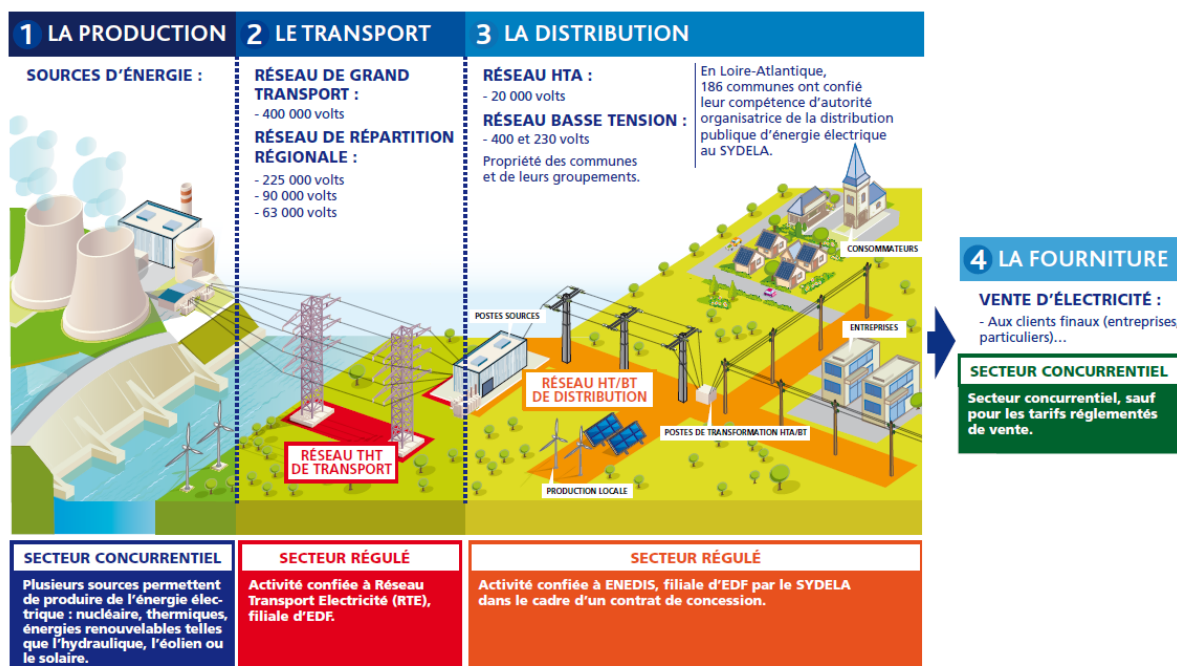 1 LA PRODUCTION
SOURCES D'ÉNERGIE :
2 LE TRANSPORT
RÉSEAU DE GRAND
TRANSPORT :
- 400 000 volts
RÉSEAU DE RÉPARTITION
RÉGIONALE :
- 225 000 volts
- 90 000 volts
- 63 000 volts
3 LA DISTRIBUTION
RÉSEAU HTA :
- 20 000 volts
RÉSEAU BASSE TENSION :
- 400 et 230 volts
Propriété des communes
et de leurs groupements.
En Loire-Atlantique,
186 communes ont confié
leur compétence d'autorité
organisatrice de la distribution
publique d'énergie électrique
au SYDELA.
CONSOMMATEURS
POSTES SOURCES
ENTREPRISES
RÉSEAU HT/BT
DE DISTRIBUTION
POSTES DE TRANSFORMATION HTA/BT
RÉSEAU THT
DE TRANSPORT
PRODUCTION LOCALE
4 LA FOURNITURE
VENTE D'ÉLECTRICITÉ :
- Aux clients finaux (entreprises,
particuliers)...
SECTEUR CONCURRENTIEL
Secteur concurrentiel, sauf
pour les tarifs réglementés
de vente.
SECTEUR CONCURRENTIEL
Plusieurs sources permettent
de produire de l'énergie élec-
trique : nucléaire, thermiques,
énergies renouvelables telles
que l'hydraulique, l'éolien ou
le solaire.
SECTEUR RÉGULÉ
Activité confiée à Réseau
Transport Electricité (RTE),
filiale d'EDF.
SECTEUR RÉGULÉ
Activité confiée à ENEDIS, filiale d'EDF par le SYDELA
dans le cadre d'un contrat de concession.